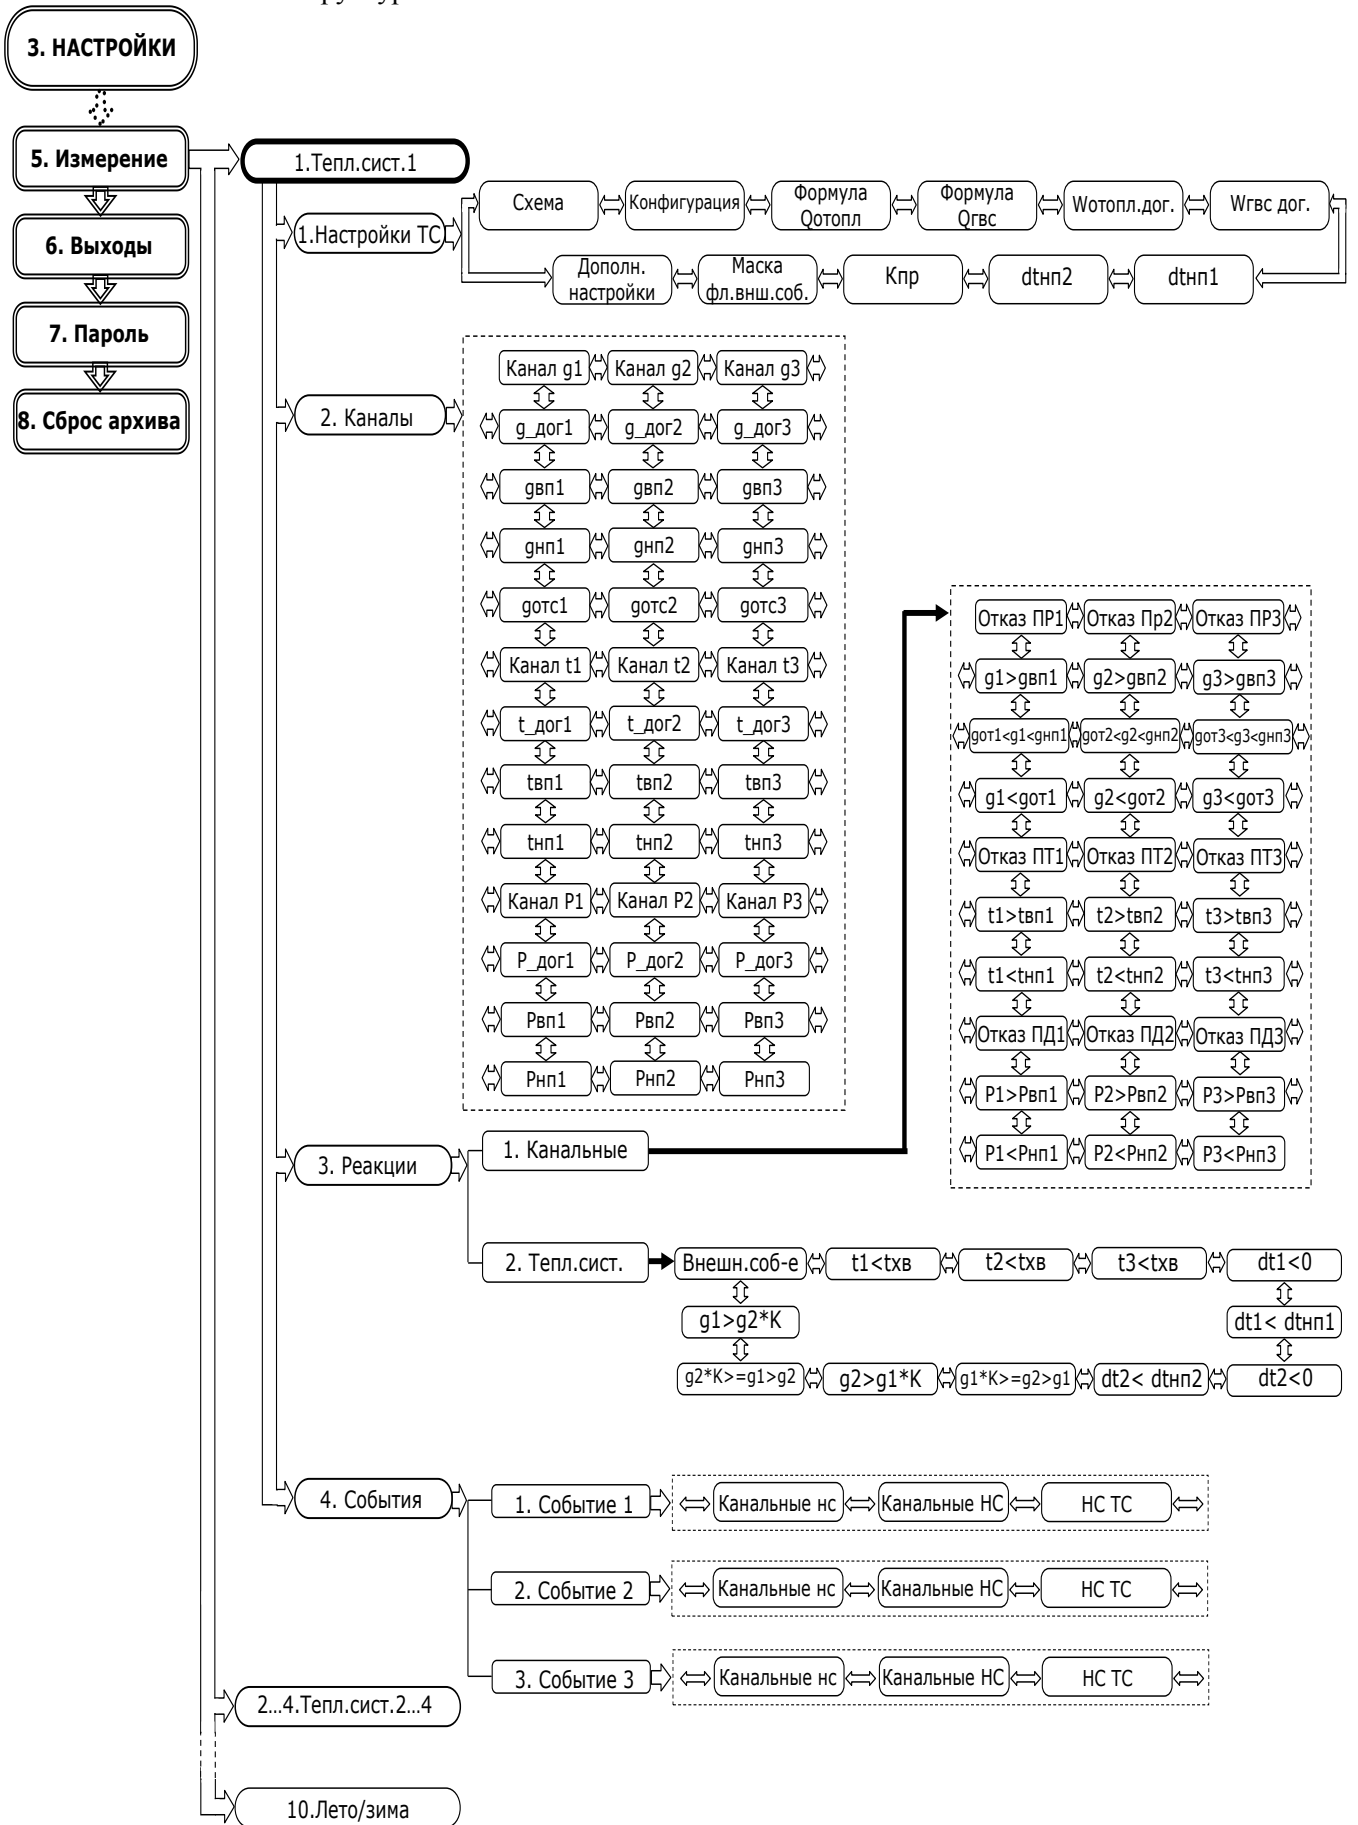 3. НАСТРОЙКИ
5. Измерение
1.Тепл.сист.1
6. Выходы
7. Пароль
8. Сброс архива
1.Настройки ТС
Схема
Конфигурация
Формула
Qотопл
Формула
Qгвс
Wотопл.дог.
Wгвс дог.
Дополн.
настройки
Маска
фл.внш.соб.
Кпр
dtнп2
dtнп1
2. Каналы
Канал g1 Канал g2 Канал g3
g_дог1 g_дог2 g_дог3
gвп1 gвп2 gвп3
gнп1 gнп2 gнп3
gотс1 gотс2 gотс3
Канал t1 Канал t2 Канал t3
t_дог1 t_дог2 t_дог3
tвп1 tвп2 tвп3
tнп1 tнп2 tнп3
Канал P1 Канал P2 Канал P3
P_дог1 P_дог2 P_дог3
Pвп1 Pвп2 Pвп3
Pнп1 Pнп2 Pнп3
3. Реакции
1. Канальные
Отказ ПР1 Отказ Пр2 Отказ ПР3
g1>gвп1 g2>gвп2 g3>gвп3
gот1<g1<gнп1 gот2<g2<gнп2 gот3<g3<gнп3
g1<gот1 g2<gот2 g3<gот3
Отказ ПТ1 Отказ ПТ2 Отказ ПТ3
t1>tвп1 t2>tвп2 t3>tвп3
t1<tнп1 t2<tнп2 t3<tнп3
Отказ ПД1 Отказ ПД2 Отказ ПД3
P1>Pвп1 P2>Pвп2 P3>Pвп3
P1<Pнп1 P2<Pнп2 P3<Pнп3
2. Тепл.сист.
Внешн.соб-е t1<tхв t2<tхв t3<tхв dt1<0
g1>g2*K dt1< dtнп1
g2*K>=g1>g2 g2>g1*K g1*K>=g2>g1 dt2< dtнп2 dt2<0
4. События
1. Событие 1 Канальные нс Канальные НС НС ТС
2. Событие 2 Канальные нс Канальные НС НС ТС
3. Событие 3 Канальные нс Канальные НС НС ТС
2...4.Тепл.сист.2...4
10.Лето/зима